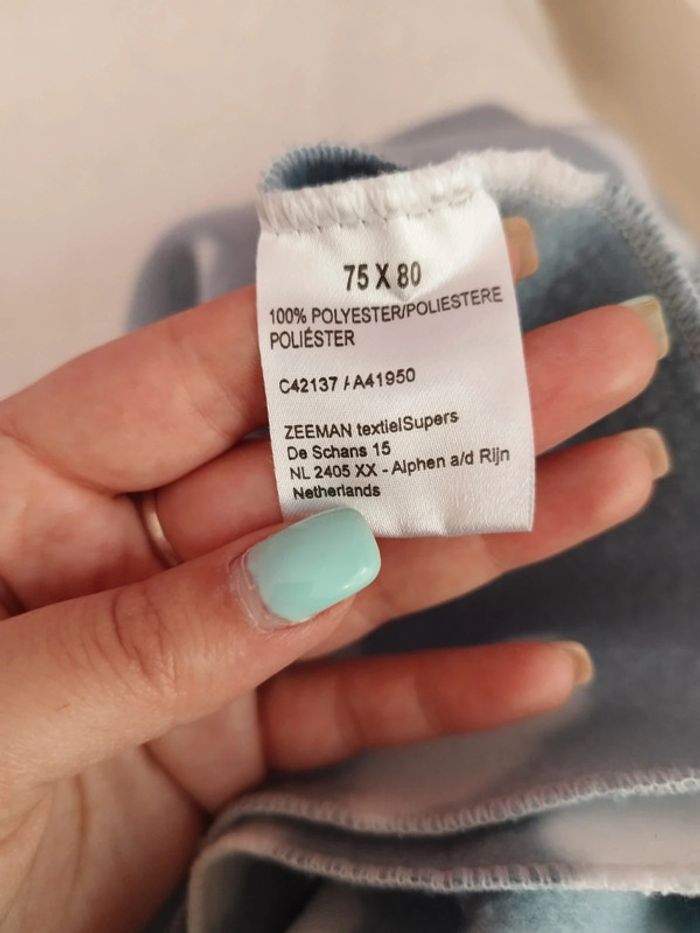 75 X 80
100% POLYESTER/POLIESTERE
POLIÉSTER
C42137 / A41950
ZEEMAN textielSupers
De Schans 15
NL 2405 XX - Alphen a/d Rijn
Netherlands